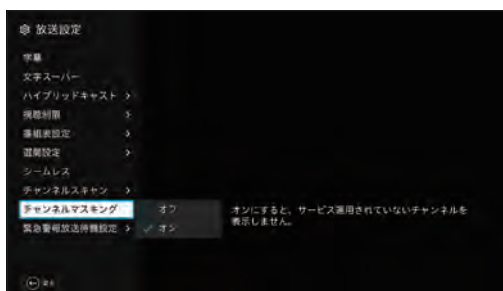 放送設定
字幕
文字スーパー
ハイブリッドキャスト
視聴制限
番組表設定
選局設定
シームレス
チャンネルスキャン
チャンネルマスキング
オフ
オン
オンにすると、サービス運用されていないチャンネルを
表示しません。
緊急警報放送待機設定
戻る